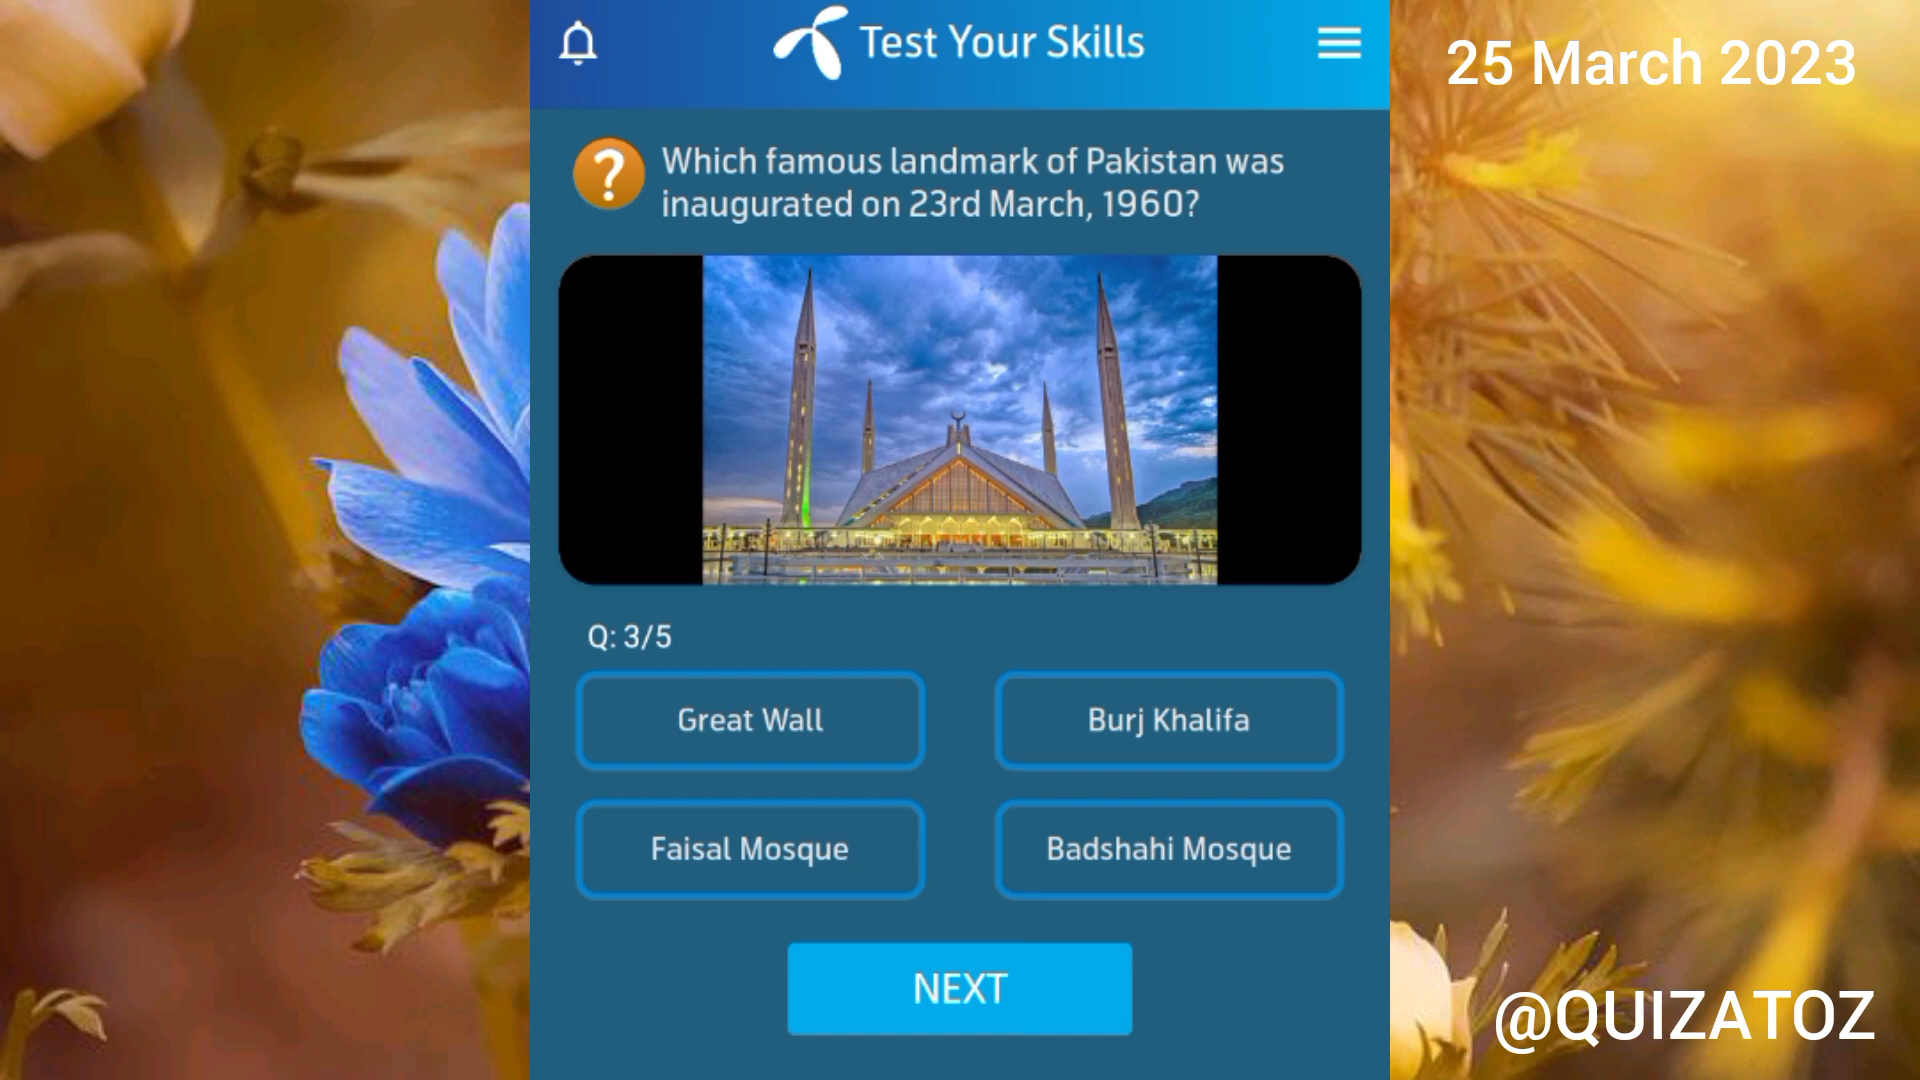 Test Your Skills
25 March 2023
Which famous landmark of Pakistan was
inaugurated on 23rd March, 1960?
Q: 3/5
Great Wall
Burj Khalifa
Faisal Mosque
Badshahi Mosque
NEXT
@QUIZATOZ